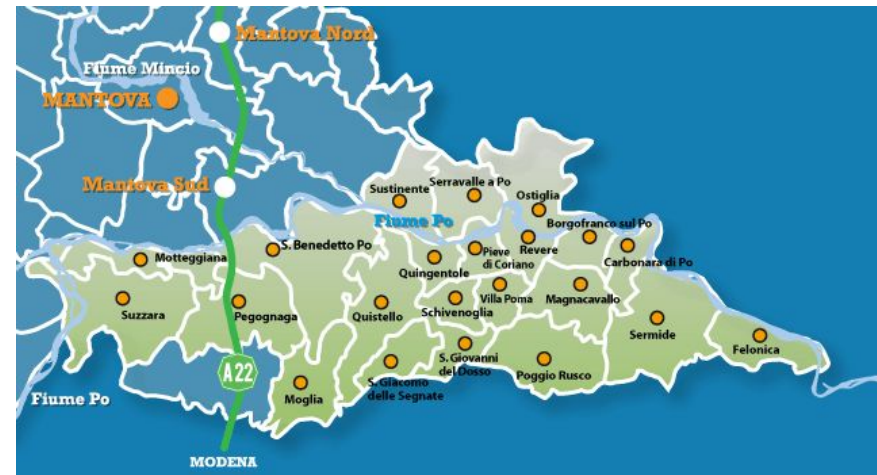 Mantova Nord
Fiume Mincio
MANTOVA
Mantova Sud
Sustinente
Serravalle a Po
Ostiglia
Fiume Po
Borgofranco sul Po
S. Benedetto Po
Motteggiana
Pieve
di Coriano
Revere
Carbonara di Po
Quingentole
Suzzara
Pegognaga
Quistello
Schivenoglia
Villa Poma
Magnacavallo
Sermide
Felonica
A22
S. Giovanni
del Dosso
Poggio Rusco
S. Giacomo
delle Segnate
Moglia
Fiume Po
MODENA